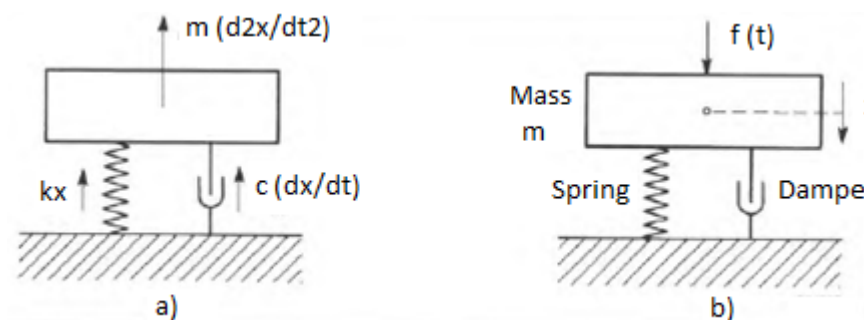 m (d2x/dt2)
kx
c (dx/dt)
a)
f (t)
Mass
m
Spring
Dampe
b)